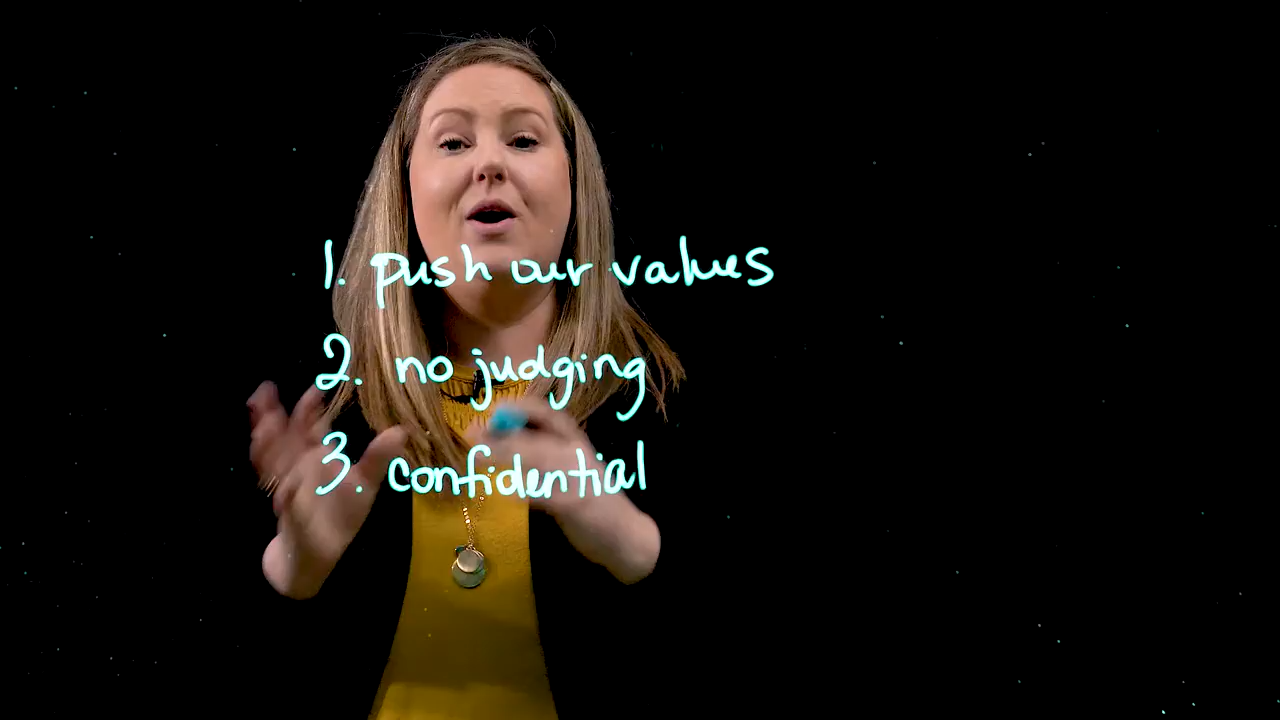 1. push our values
2. no judging
3. confidential